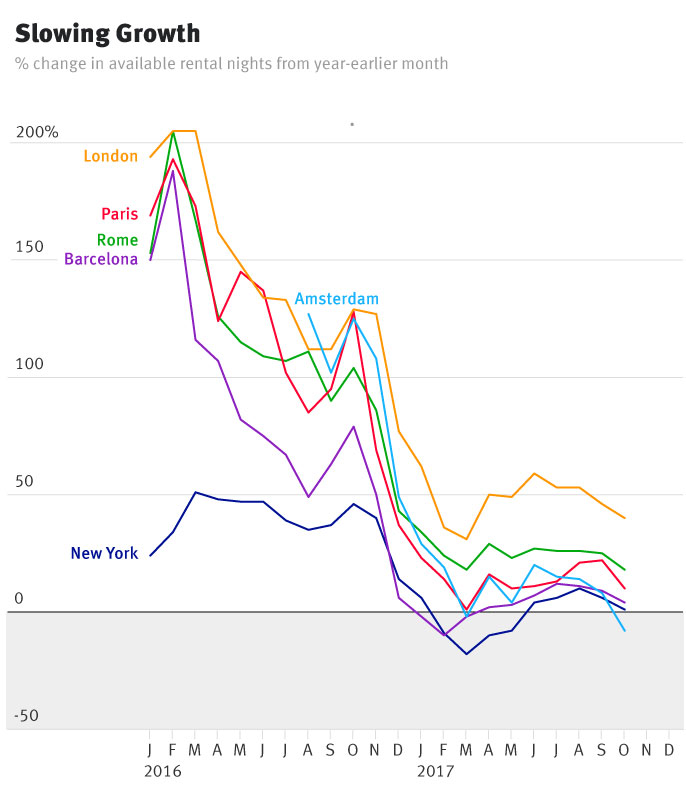 Slowing Growth
% change in available rental nights from year-earlier month
200%
London
Paris
Rome
150
Barcelona
Amsterdam
100
50
New York
0
-50
J F M A M J J A S O N D J F M A M J J A S O N D
2016 2017